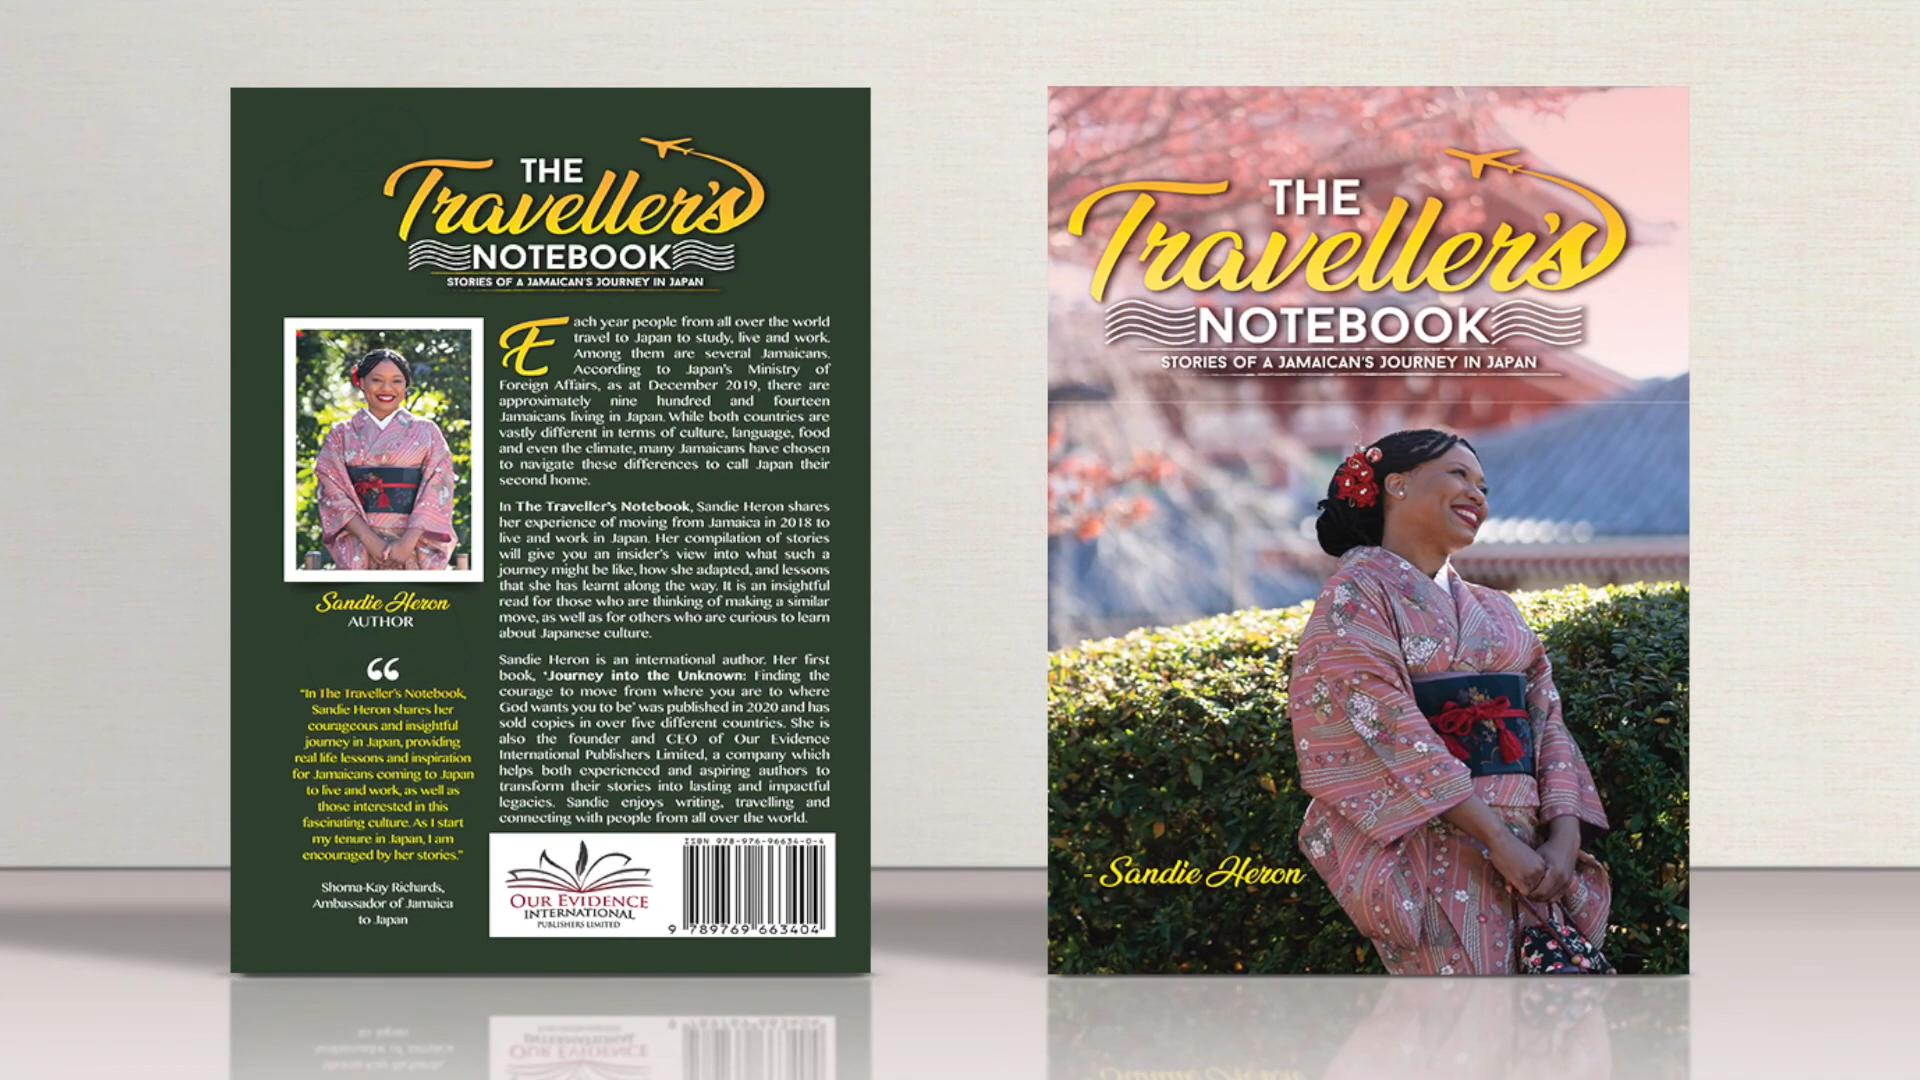 THE
Traveller's
NOTEBOOK
STORIES OF A JAMAICAN'S JOURNEY IN JAPAN
Sandie Heron
AUTHOR
“
"In The Traveller's Notebook,
Sandie Heron shares her
courageous and insightful
journey in Japan, providing
real life lessons and inspiration
for Jamaicans coming to Japan
to live and work, as well as
those interested in this
fascinating culture. As I start
my tenure in Japan, I am
encouraged by her stories."
Shorna-Kay Richards,
Ambassador of Jamaica
to Japan
Each year people from all over the world
travel to Japan to study, live and work.
Among them are several Jamaicans.
According to Japan's Ministry of
Foreign Affairs, as at December 2019, there are
approximately nine hundred and fourteen
Jamaicans living in Japan. While both countries are
vastly different in terms of culture, language, food
and even the climate, many Jamaicans have chosen
to navigate these differences to call Japan their
second home.
In The Traveller's Notebook, Sandie Heron shares
her experience of moving from Jamaica in 2018 to
live and work in Japan. Her compilation of stories
will give you an insider's view into what such a
journey might be like, how she adapted, and lessons
that she has learnt along the way. It is an insightful
read for those who are thinking of making a similar
move, as well as for others who are curious to learn
about Japanese culture.
Sandie Heron is an international author. Her first
book, 'Journey into the Unknown: Finding the
courage to move from where you are to where
God wants you to be' was published in 2020 and has
sold copies in over five different countries. She is
also the founder and CEO of Our Evidence
International Publishers Limited, a company which
helps both experienced and aspiring authors to
transform their stories into lasting and impactful
legacies. Sandie enjoys writing, travelling and
connecting with people from all over the world.
OUR EVIDENCE
INTERNATIONAL
PUBLISHERS LIMITED
ISBN 978-976-96634-0-4
9 789769 663404
THE
Traveller's
NOTEBOOK
STORIES OF A JAMAICAN'S JOURNEY IN JAPAN
- Sandie Heron